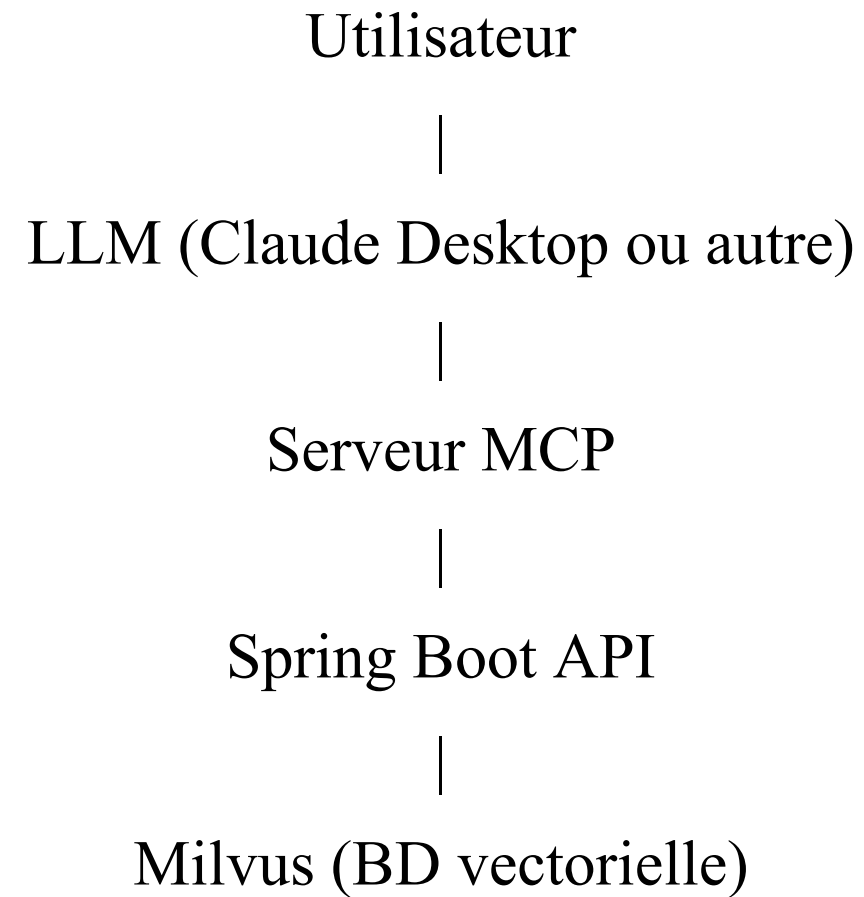 Utilisateur
LLM (Claude Desktop ou autre)
Serveur MCP
Spring Boot API
Milvus (BD vectorielle)